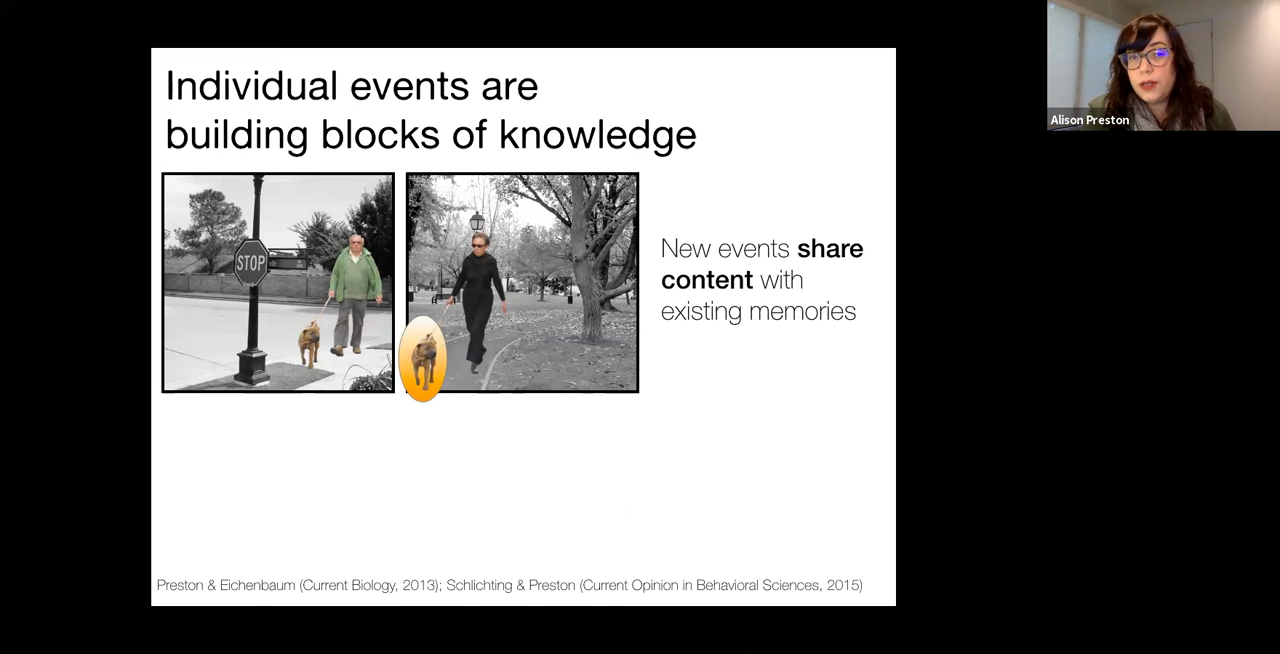 Individual events are
building blocks of knowledge
STOP
New events share
content with
existing memories
Preston & Eichenbaum (Current Biology, 2013); Schlichting & Preston (Current Opinion in Behavioral Sciences, 2015)
Alison Preston